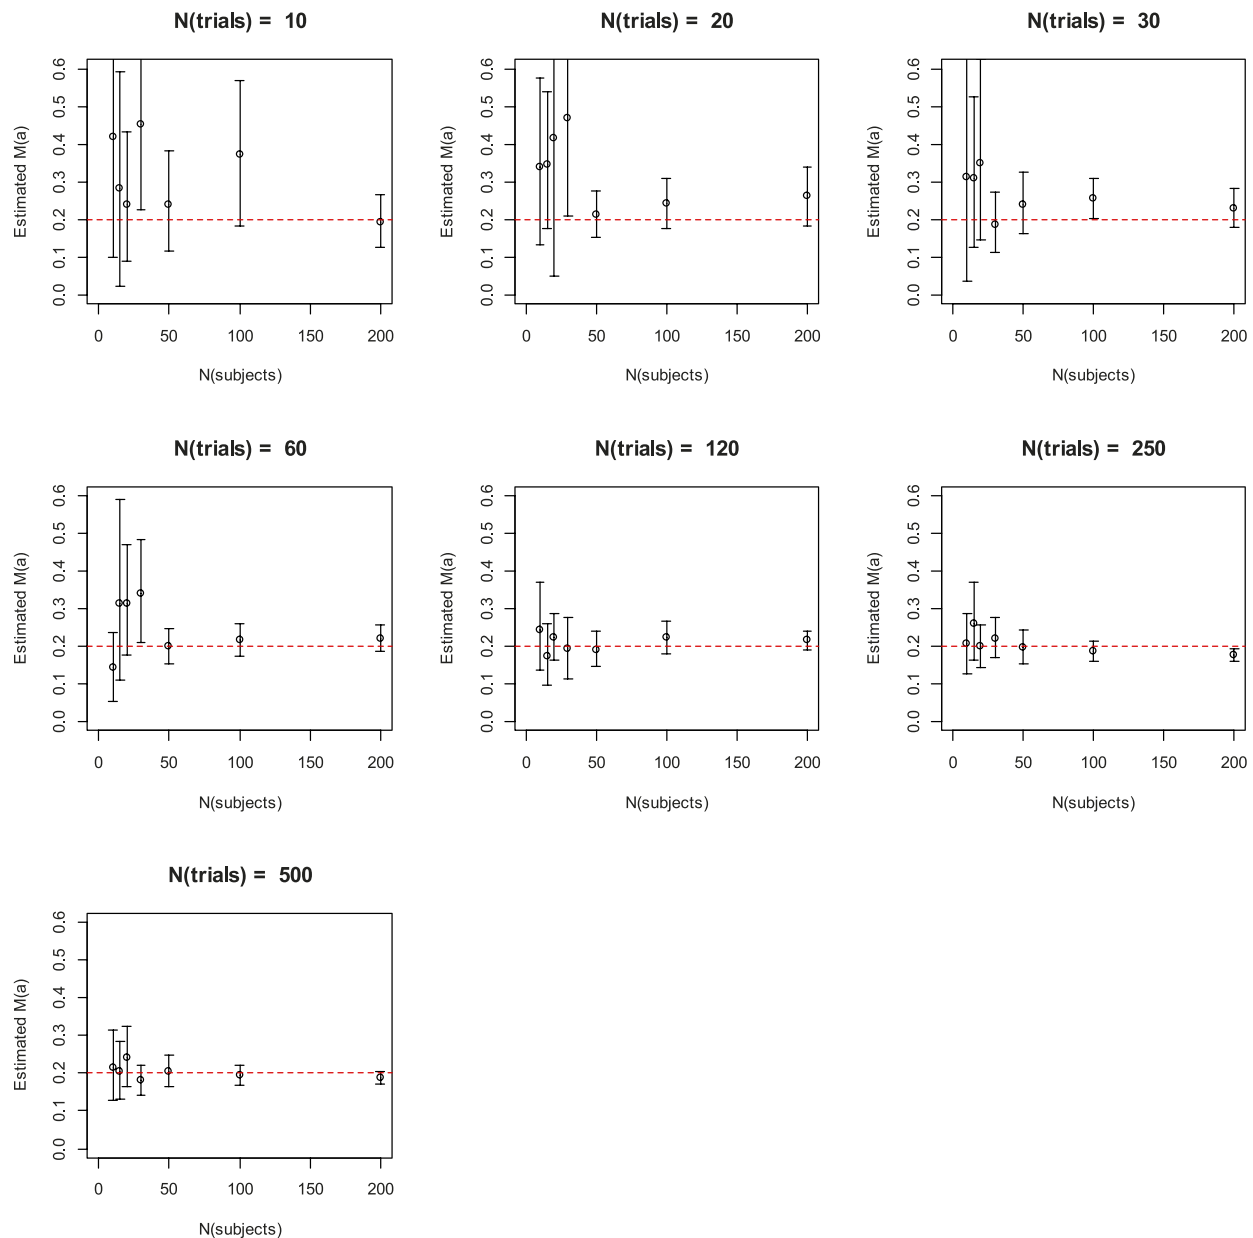 N(trials) = 10
N(trials) = 20
N(trials) = 30
Estimated M(a)
0.0 0.1 0.2 0.3 0.4 0.5 0.6
0 50 100 150 200
N(subjects)
Estimated M(a)
0.0 0.1 0.2 0.3 0.4 0.5 0.6
0 50 100 150 200
N(subjects)
Estimated M(a)
0.0 0.1 0.2 0.3 0.4 0.5 0.6
0 50 100 150 200
N(subjects)
N(trials) = 60
N(trials) = 120
N(trials) = 250
Estimated M(a)
0.0 0.1 0.2 0.3 0.4 0.5 0.6
0 50 100 150 200
N(subjects)
Estimated M(a)
0.0 0.1 0.2 0.3 0.4 0.5 0.6
0 50 100 150 200
N(subjects)
Estimated M(a)
0.0 0.1 0.2 0.3 0.4 0.5 0.6
0 50 100 150 200
N(subjects)
N(trials) = 500
Estimated M(a)
0.0 0.1 0.2 0.3 0.4 0.5 0.6
0 50 100 150 200
N(subjects)